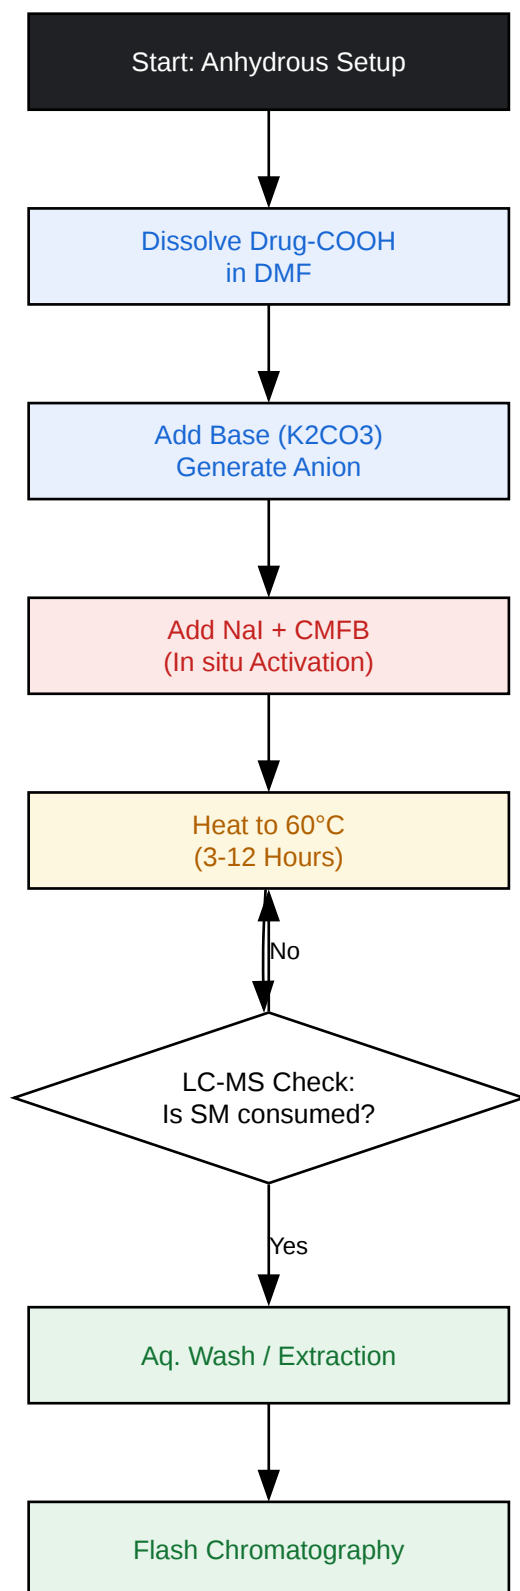 Start: Anhydrous Setup
Dissolve Drug-COOH
in DMF
Add Base (K2CO3)
Generate Anion
Add NaI + CMFB
(In situ Activation)
Heat to 60°C
(3-12 Hours)
No
LC-MS Check:
Is SM consumed?
Yes
Aq. Wash / Extraction
Flash Chromatography